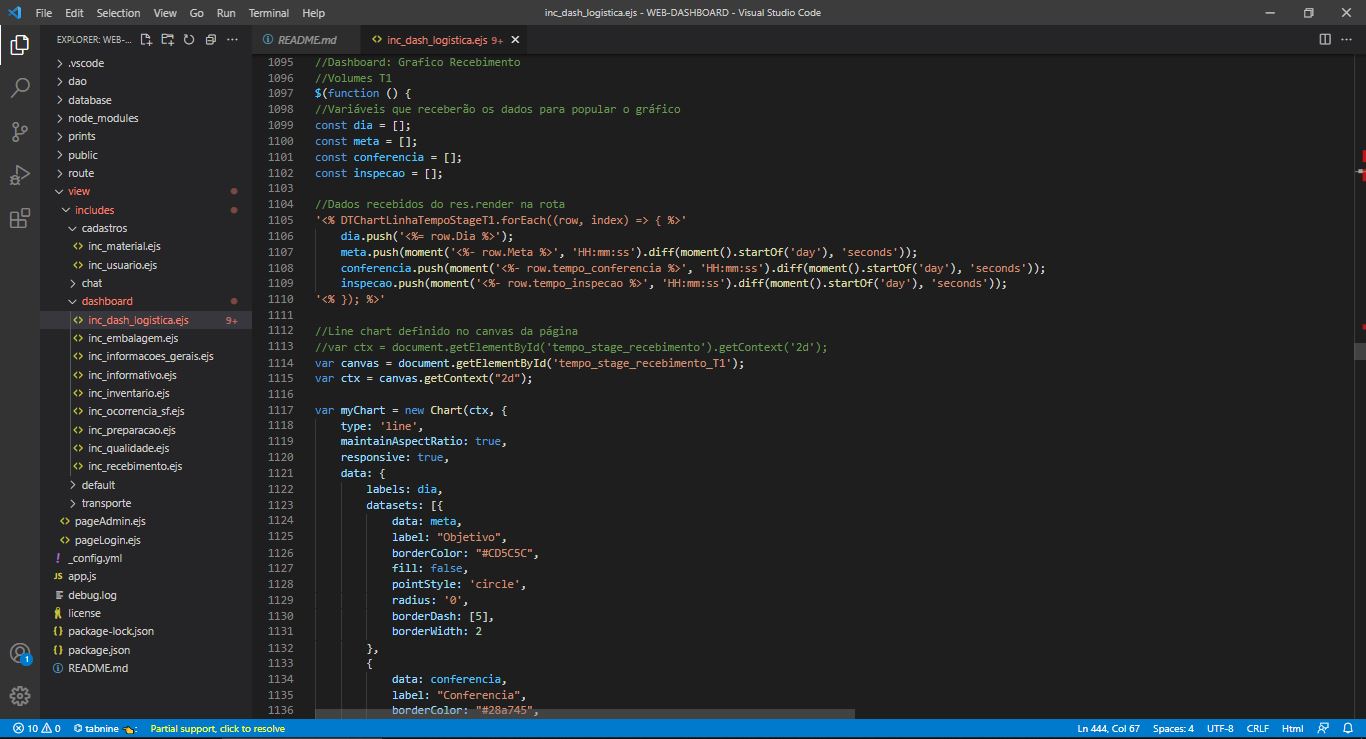 File Edit Selection View Go Run Terminal Help
inc_dash_logistica.ejs - WEB-DASHBOARD - Visual Studio Code
EXPLORER: WEB-...
README.md
inc_dash_logistica.ejs 9+
.vscode
dao
database
node_modules
prints
public
route
view
includes
cadastros
inc_material.ejs
inc_usuario.ejs
chat
dashboard
inc_dash_logistica.ejs 9+
inc_embalagem.ejs
inc_informacoes_gerais.ejs
inc_informativo.ejs
inc_inventario.ejs
inc_ocorrencia_sf.ejs
inc_preparacao.ejs
inc_qualidade.ejs
inc_recebimento.ejs
default
transporte
pageAdmin.ejs
pageLogin.ejs
! _config.yml
JS app.js
debug.log
license
{} package-lock.json
{} package.json
README.md
1
1095 //Dashboard: Grafico Recebimento
1096 //Volumes T1
1097 $(function () {
1098 //Variáveis que receberão os dados para popular o gráfico
1099 const dia = [];
1100 const meta = [];
1101 const conferencia = [];
1102 const inspecao = [];
1103
1104 //Dados recebidos do res.render na rota
1105 '<% DTChartLinhaTempoStageT1.forEach((row, index) => { %>'
1106     dia.push('<%= row.Dia %>');
1107     meta.push(moment('<%- row.Meta %>', 'HH:mm:ss').diff(moment().startOf('day'), 'seconds'));
1108     conferencia.push(moment('<%- row.tempo_conferencia %>', 'HH:mm:ss').diff(moment().startOf('day'), 'seconds'));
1109     inspecao.push(moment('<%- row.tempo_inspecao %>', 'HH:mm:ss').diff(moment().startOf('day'), 'seconds'));
1110 '<% }); %>'
1111
1112 //Line chart definido no canvas da página
1113 //var ctx = document.getElementById('tempo_stage_recebimento').getContext('2d');
1114 var canvas = document.getElementById('tempo_stage_recebimento_T1');
1115 var ctx = canvas.getContext("2d");
1116
1117 var myChart = new Chart(ctx, {
1118     type: 'line',
1119     maintainAspectRatio: true,
1120     responsive: true,
1121     data: {
1122         labels: dia,
1123         datasets: [{
1124             data: meta,
1125             label: "Objetivo",
1126             borderColor: "#CD5C5C",
1127             fill: false,
1128             pointStyle: 'circle',
1129             radius: '0',
1130             borderDash: [5],
1131             borderWidth: 2
1132         },
1133         {
1134             data: conferencia,
1135             label: "Conferencia",
1136             borderColor: "#28a745",
10 0 tabnine : Partial support, click to resolve Ln 444, Col 67 Spaces: 4 UTF-8 CRLF Html